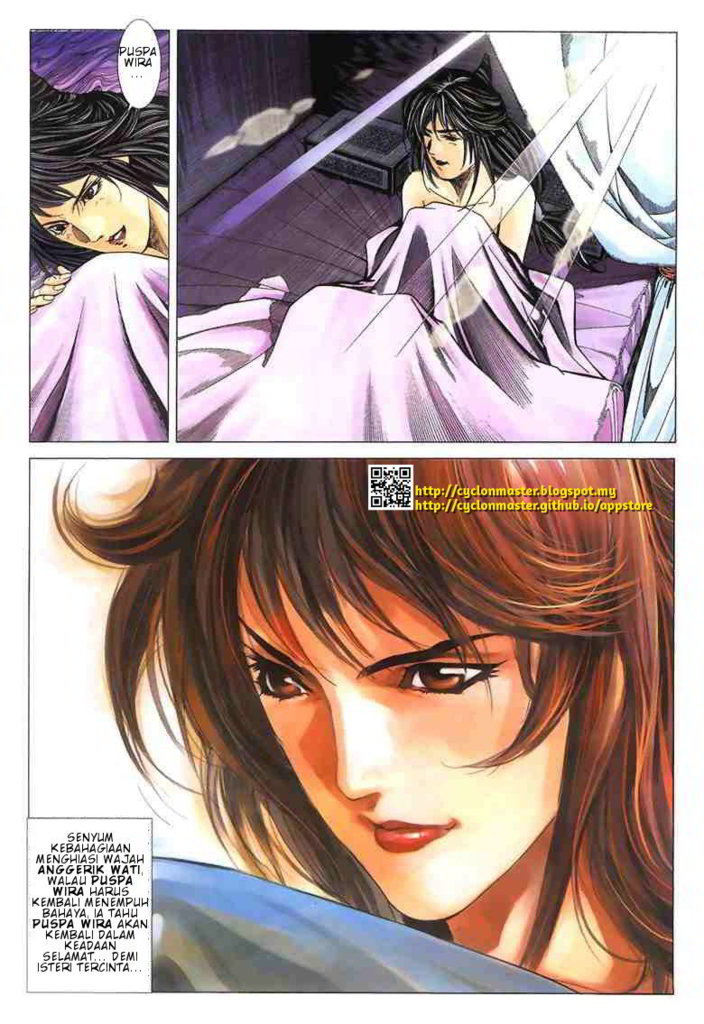 PUSPA
WIRA
...
http://cyclonmaster.blogspot.my
http://cyclonmaster.github.io/appstore
SENYUM
KEBAHAGIAAN
MENGHIASI WAJAH
ANGGERIK WATI,
WALAU PUSPA
WIRA HARUS
KEMBALI MENEMPUH
BAHAYA, IA TAHU
PUSPA WIRA AKAN
KEMBALI DALAM
KEADAAN
SELAMAT... DEMI
ISTERI TERCINTA...